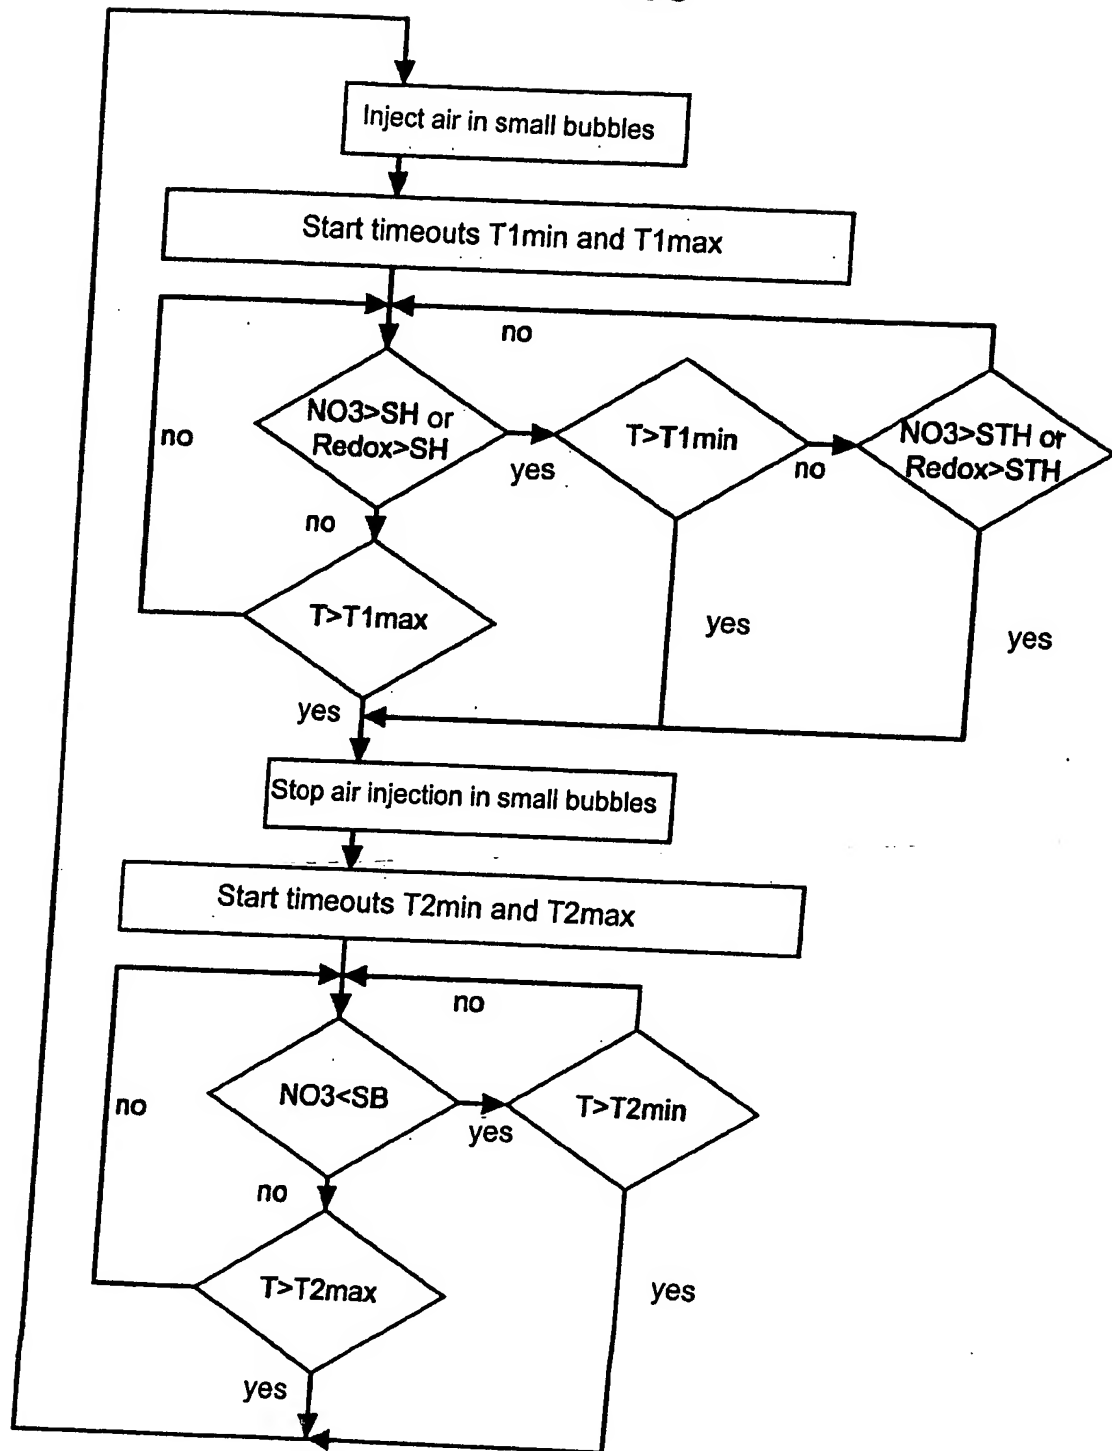 Inject air in small bubbles
Start timeouts T1min and T1max
no
NO3>SH or
Redox>SH
no
yes
T>T1min
no
NO3>STH or
Redox>STH
no
T>T1max
yes
yes
yes
Stop air injection in small bubbles
Start timeouts T2min and T2max
no
NO3<SB
no
yes
T>T2min
no
T>T2max
yes
yes